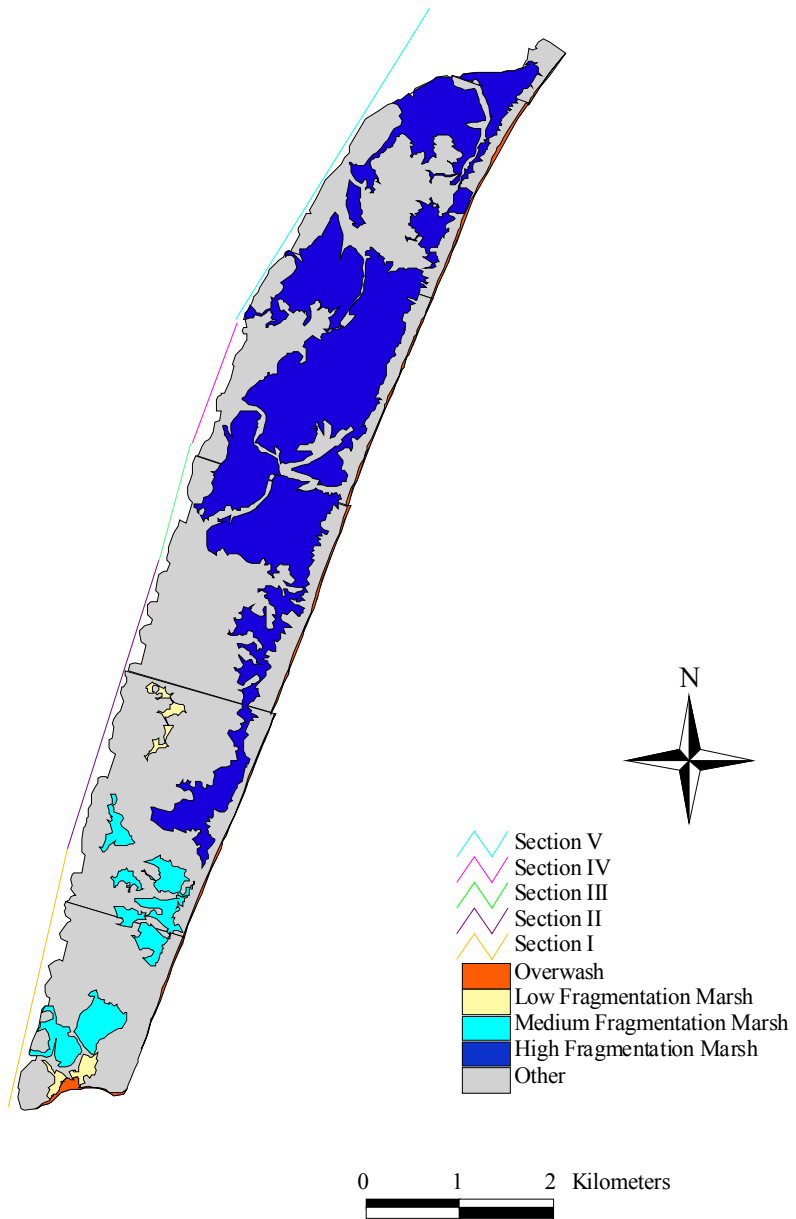 N
Section V
Section IV
Section III
Section II
Section I
Overwash
Low Fragmentation Marsh
Medium Fragmentation Marsh
High Fragmentation Marsh
Other
0 1 2 Kilometers